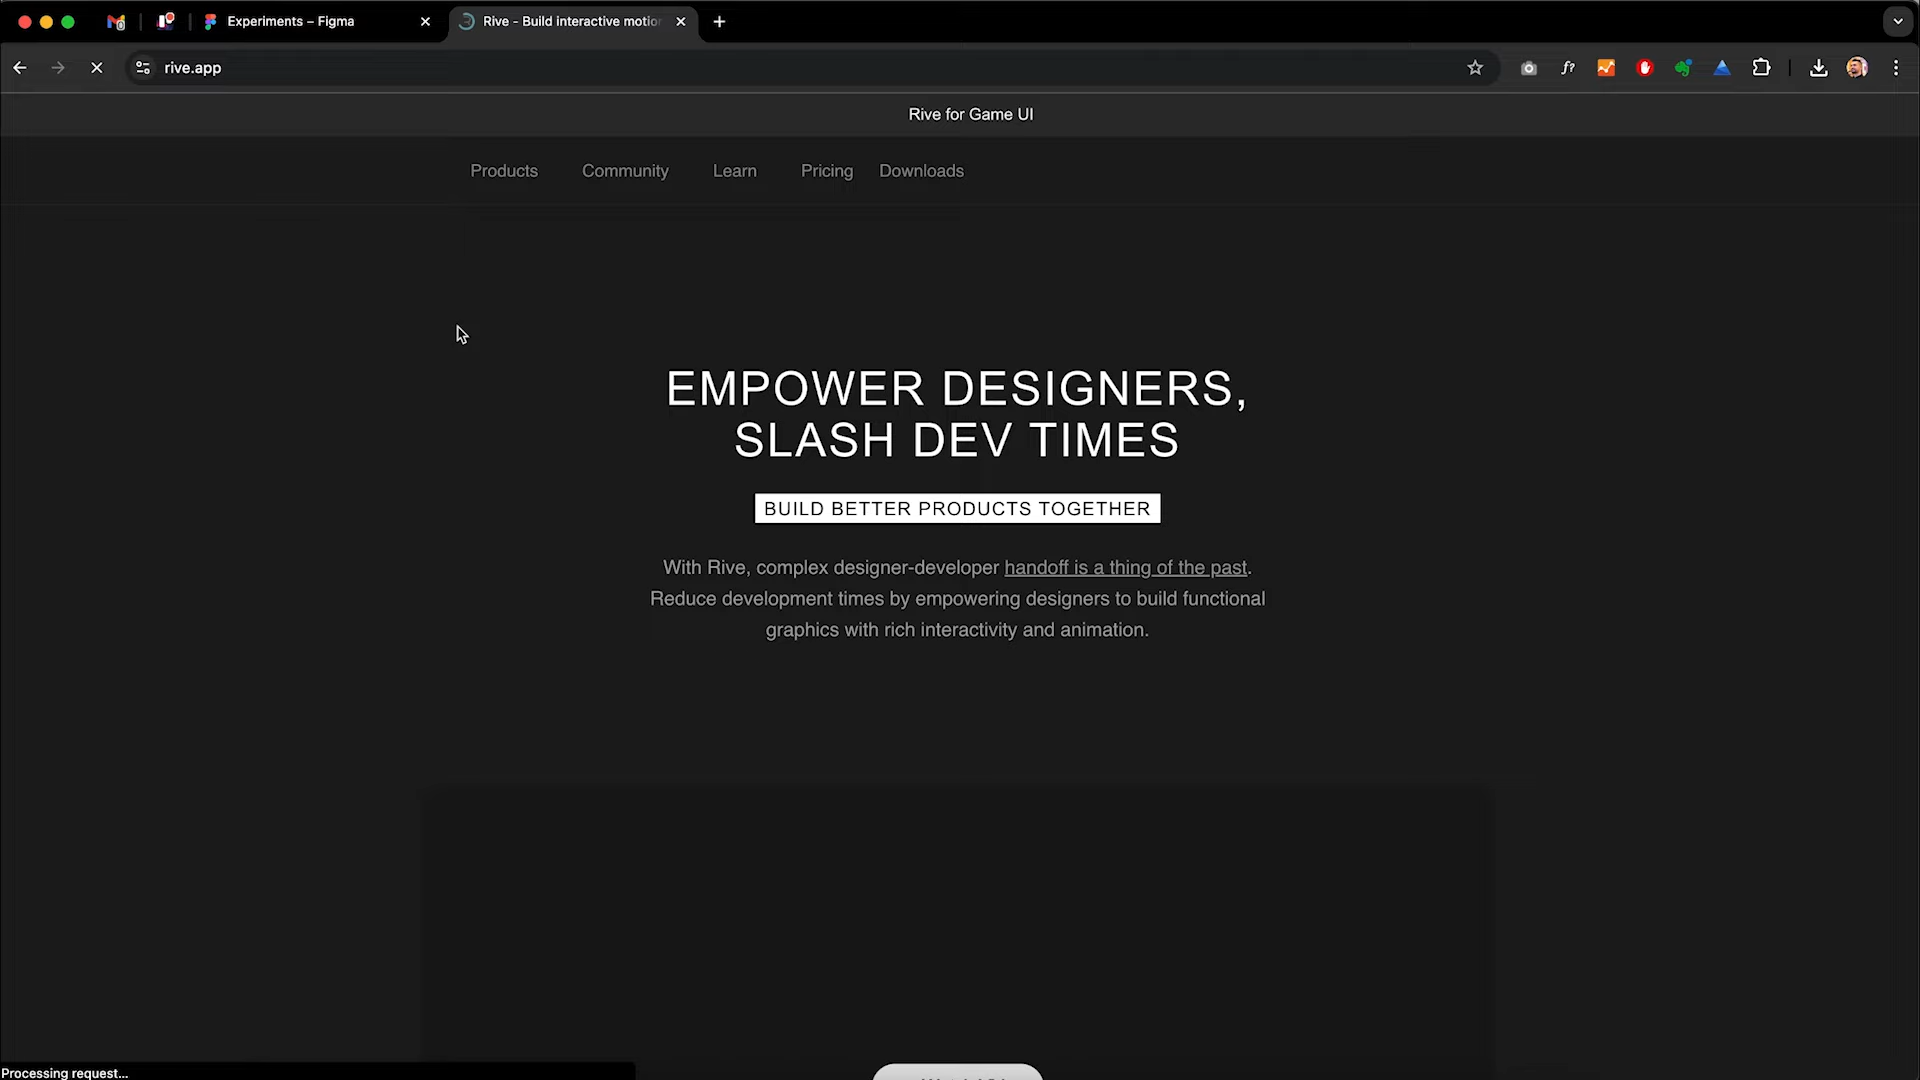 Experiments – Figma
Rive - Build interactive motio
rive.app
f?
Rive for Game UI
Products
Community
Learn
Pricing
Downloads
EMPOWER DESIGNERS,
SLASH DEV TIMES
BUILD BETTER PRODUCTS TOGETHER
With Rive, complex designer-developer handoff is a thing of the past.
Reduce development times by empowering designers to build functional
graphics with rich interactivity and animation.
Processing request...